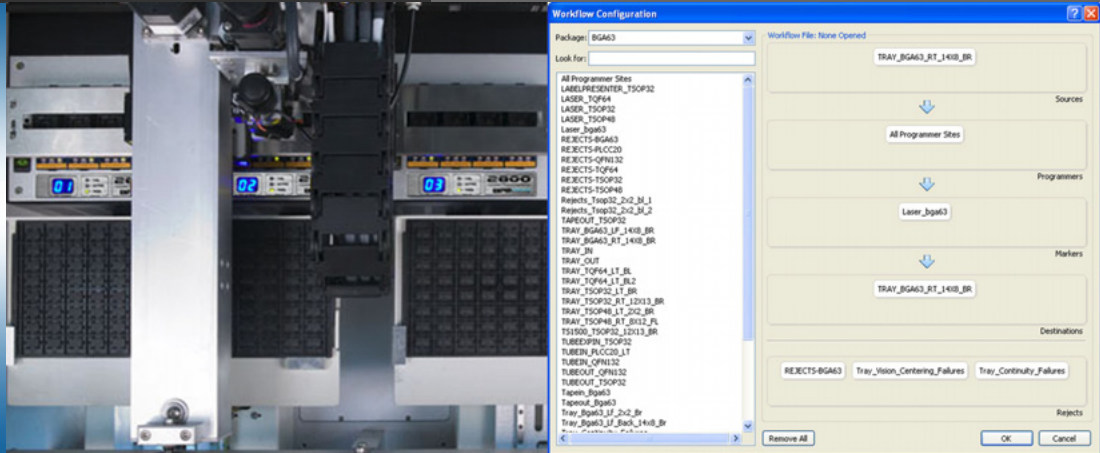 01
02
2600
03
2600
Workflow Configuration
Package: BGA63
Look for:
All Programmer Sites
LABELPRESENTER_TSOP32
LASER_TQF64
LASER_TSOP32
LASER_TSOP48
Laser_bga63
REJECTS-BGA63
REJECTS-PLCC20
REJECTS-QFN132
REJECTS-TQF64
REJECTS-TSOP32
REJECTS-TSOP48
Rejects_Tsop32_2x2_bl_1
Rejects_Tsop32_2x2_bl_2
TAPEOUT_TSOP32
TRAY_BGA63_LF_14X8_BR
TRAY_BGA63_RT_14X8_BR
TRAY_IN
TRAY_OUT
TRAY_TQF64_LT_BL
TRAY_TQF64_LT_BL2
TRAY_TSOP32_LT_BR
TRAY_TSOP32_RT_12X13_BR
TRAY_TSOP48_LT_2X2_BR
TRAY_TSOP48_RT_8X12_FL
TS1500_TSOP32_12X13_BR
TUBEEXPIN_TSOP32
TUBEIN_PLCC20_LT
TUBEIN_QFN132
TUBEOUT_QFN132
TUBEOUT_TSOP32
Tapein_Bga63
Tapeout_Bga63
Tray_Bga63_Lf_2x2_Br
Tray_Bga63_Lf_Back_14x8_Br
Workflow File: None Opened
TRAY_BGA63_RT_14X8_BR
Sources
All Programmer Sites
Programmers
Laser_bga63
Markers
TRAY_BGA63_RT_14X8_BR
Destinations
REJECTS-BGA63 Tray_Vision_Centering_Failures Tray_Continuity_Failures
Rejects
Remove All OK Cancel